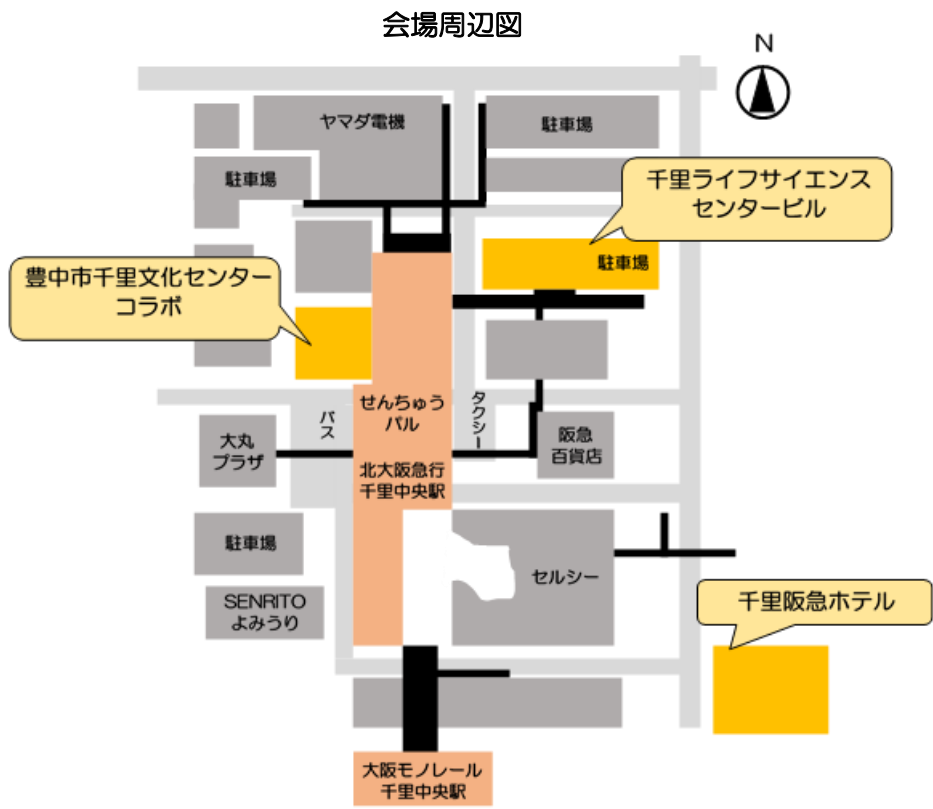 会場周辺図
N
ヤマダ電機
駐車場
駐車場
千里ライフサイエンス
センタービル
駐車場
豊中市千里文化センター
コラボ
せんちゅう
パル
バス
タクシー
大丸
プラザ
阪急
百貨店
北大阪急行
千里中央駅
駐車場
セルシー
SENRITO
よみうり
千里阪急ホテル
大阪モノレール
千里中央駅